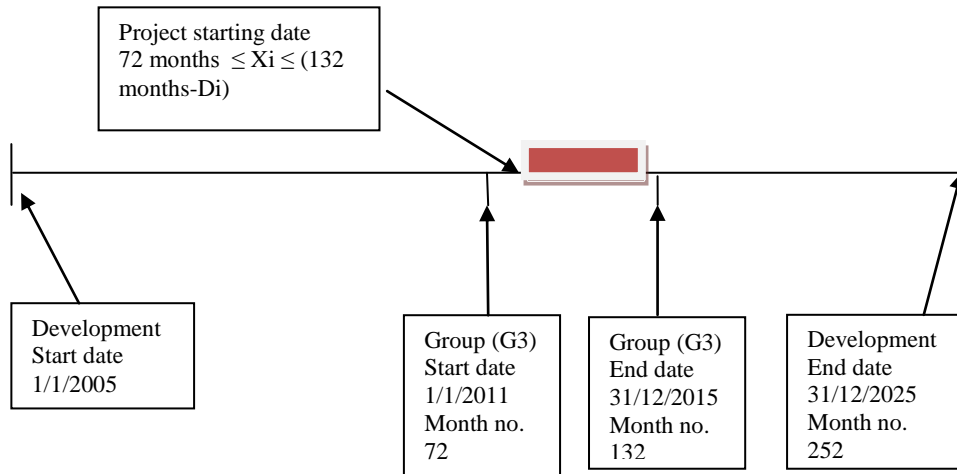 Project starting date
72 months ≤ Xi ≤ (132
months-Di)
Development
Start date
1/1/2005
Group (G3)
Start date
1/1/2011
Month no.
72
Group (G3)
End date
31/12/2015
Month no.
132
Development
End date
31/12/2025
Month no.
252